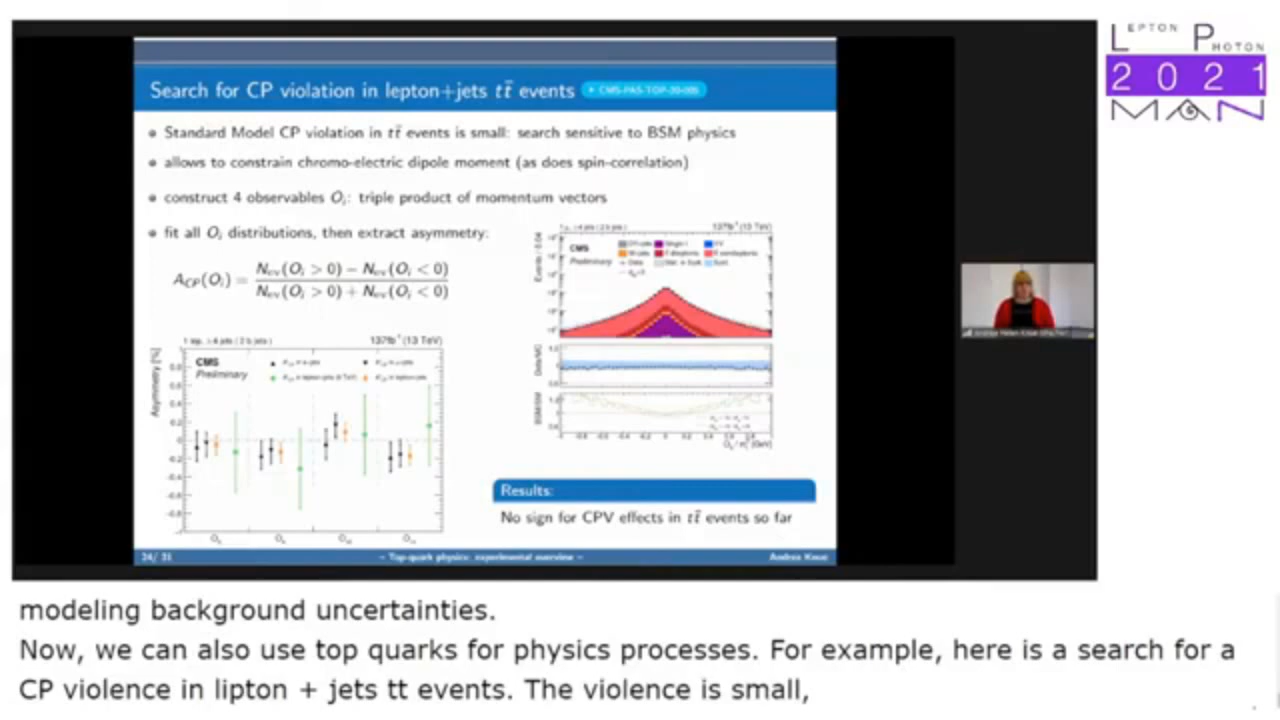 Search for CP violation in lepton+jets tt̄ events
CMS-PAS-TOP-20-005
Standard Model CP violation in tt̄ events is small: search sensitive to BSM physics
allows to constrain chromo-electric dipole moment (as does spin-correlation)
construct 4 observables Oᵢ: triple product of momentum vectors
fit all Oᵢ distributions, then extract asymmetry:
A_CP(Oᵢ) = (N_ev(Oᵢ > 0) − N_ev(Oᵢ < 0)) / (N_ev(Oᵢ > 0) + N_ev(Oᵢ < 0))
137fb⁻¹ (13 TeV)
CMS
Preliminary
Asymmetry [%]
137fb⁻¹ (13 TeV)
CMS
Preliminary
Data/MC
BSM/SM
Results:
No sign for CPV effects in tt̄ events so far
24/ 31
– Top-quark physics: experimental overview –
Andrea Knue
LEPTON PHOTON
2021
MAN
modeling background uncertainties.
Now, we can also use top quarks for physics processes. For example, here is a search for a
CP violence in lipton + jets tt events. The violence is small,